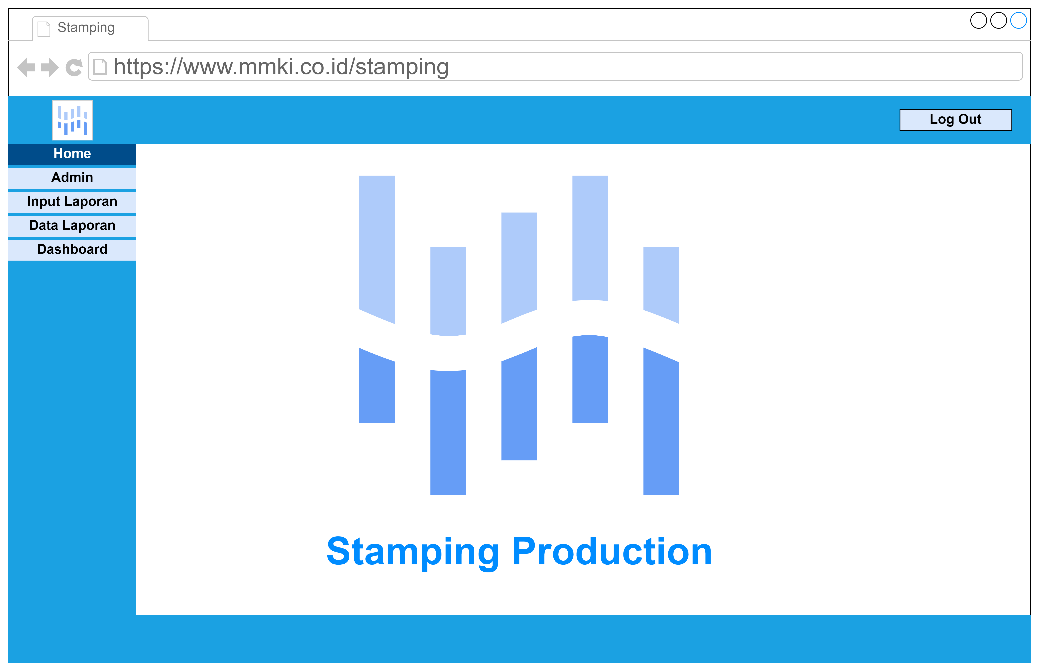 Stamping
https://www.mmki.co.id/stamping
Log Out
Home
Admin
Input Laporan
Data Laporan
Dashboard
Stamping Production